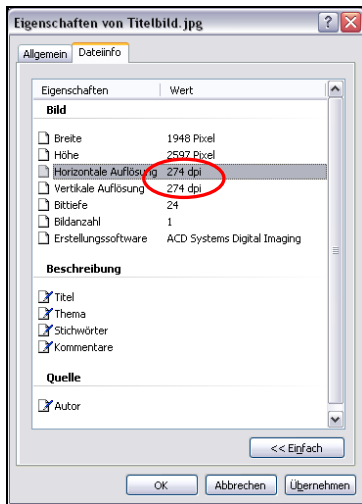 Eigenschaften von Titelbild.jpg
Allgemein Dateiinfo
Eigenschaften Wert
Bild
Breite 1948 Pixel
Höhe 2597 Pixel
Horizontale Auflösung 274 dpi
Vertikale Auflösung 274 dpi
Bittiefe 24
Bildanzahl 1
Erstellungssoftware ACD Systems Digital Imaging
Beschreibung
Titel
Thema
Stichwörter
Kommentare
Quelle
Autor
<< Einfach
OK Abbrechen Übernehmen